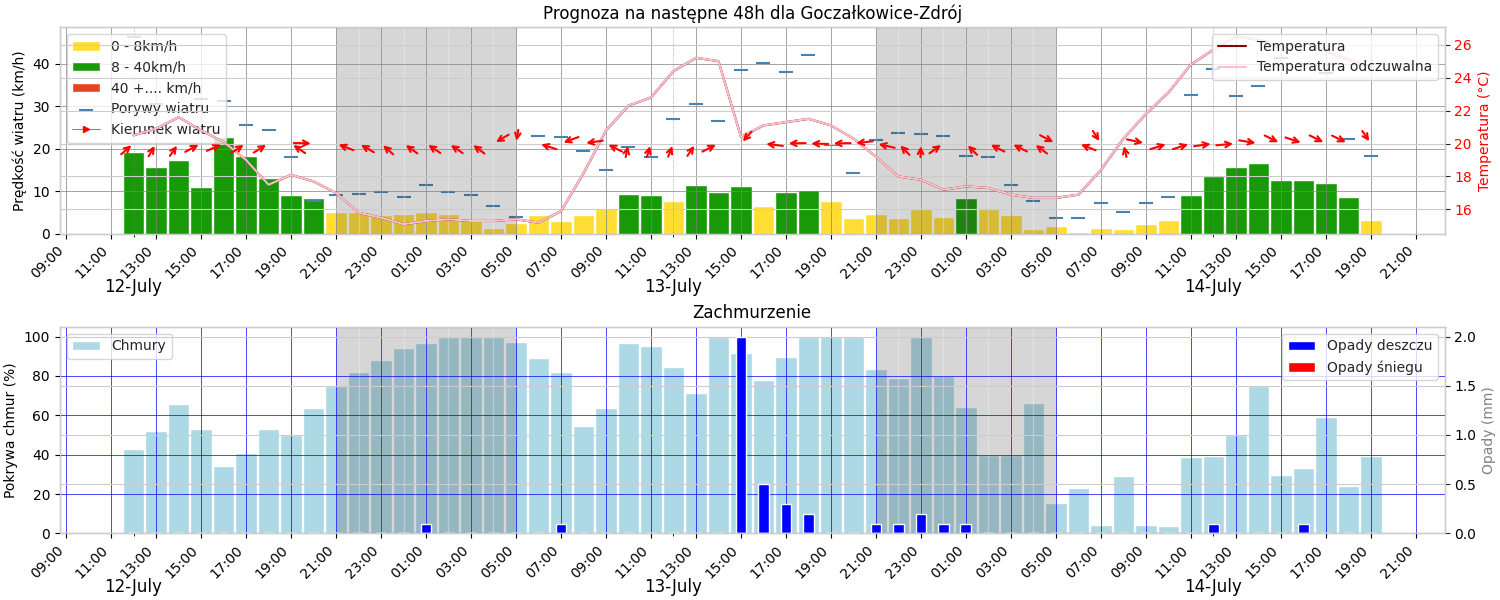 Prognoza na następne 48h dla Goczałkowice-Zdrój
Prędkość wiatru (km/h)
40
30
20
10
0
0 - 8km/h
8 - 40km/h
40 +.... km/h
Porywy wiatru
Kierunek wiatru
Temperatura
Temperatura odczuwalna
26
24
22
20
18
16
Temperatura (°C)
09:00 11:00 13:00 15:00 17:00 19:00 21:00 23:00 01:00 03:00 05:00 07:00 09:00 11:00 13:00 15:00 17:00 19:00 21:00 23:00 01:00 03:00 05:00 07:00 09:00 11:00 13:00 15:00 17:00 19:00 21:00
12-July 13-July 14-July
Zachmurzenie
Pokrywa chmur (%)
100
80
60
40
20
0
Chmury
Opady deszczu
Opady śniegu
2.0
1.5
1.0
0.5
0.0
Opady (mm)
09:00 11:00 13:00 15:00 17:00 19:00 21:00 23:00 01:00 03:00 05:00 07:00 09:00 11:00 13:00 15:00 17:00 19:00 21:00 23:00 01:00 03:00 05:00 07:00 09:00 11:00 13:00 15:00 17:00 19:00 21:00
12-July 13-July 14-July